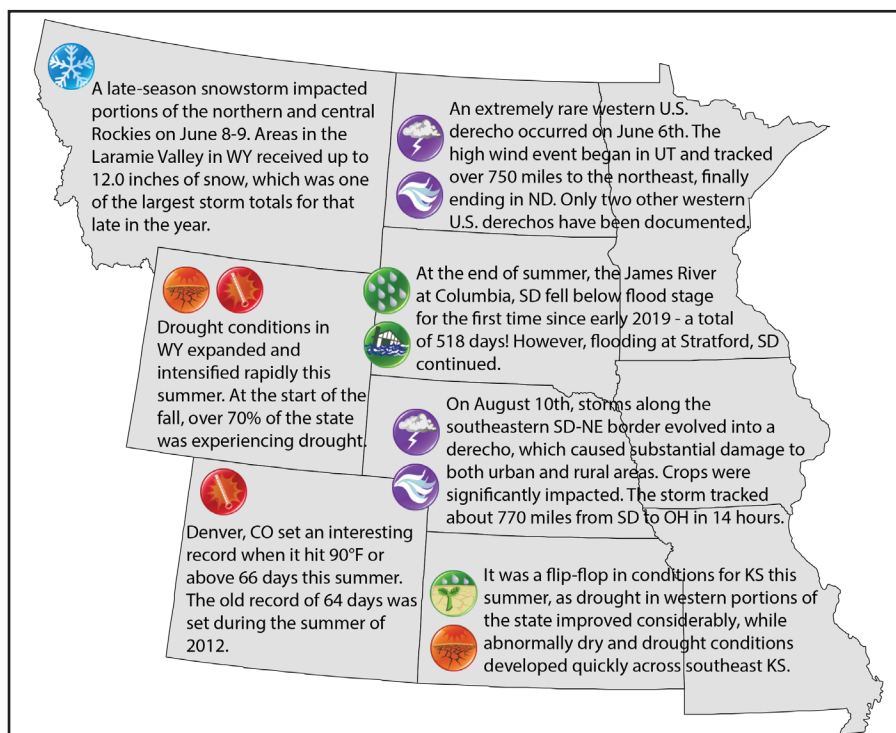 A late-season snowstorm impacted
portions of the northern and central
Rockies on June 8-9. Areas in the
Laramie Valley in WY received up to
12.0 inches of snow, which was one
of the largest storm totals for that
late in the year.
An extremely rare western U.S.
derecho occurred on June 6th. The
high wind event began in UT and tracked
over 750 miles to the northeast, finally
ending in ND. Only two other western
U.S. derechos have been documented.
Drought conditions in
WY expanded and
intensified rapidly this
summer. At the start of the
fall, over 70% of the state
was experiencing drought.
At the end of summer, the James River
at Columbia, SD fell below flood stage
for the first time since early 2019 - a total
of 518 days! However, flooding at Stratford, SD
continued.
On August 10th, storms along the
southeastern SD-NE border evolved into a
derecho, which caused substantial damage to
both urban and rural areas. Crops were
significantly impacted. The storm tracked
about 770 miles from SD to OH in 14 hours.
Denver, CO set an interesting
record when it hit 90°F or
above 66 days this summer.
The old record of 64 days was
set during the summer of
2012.
It was a flip-flop in conditions for KS this
summer, as drought in western portions of
the state improved considerably, while
abnormally dry and drought conditions
developed quickly across southeast KS.